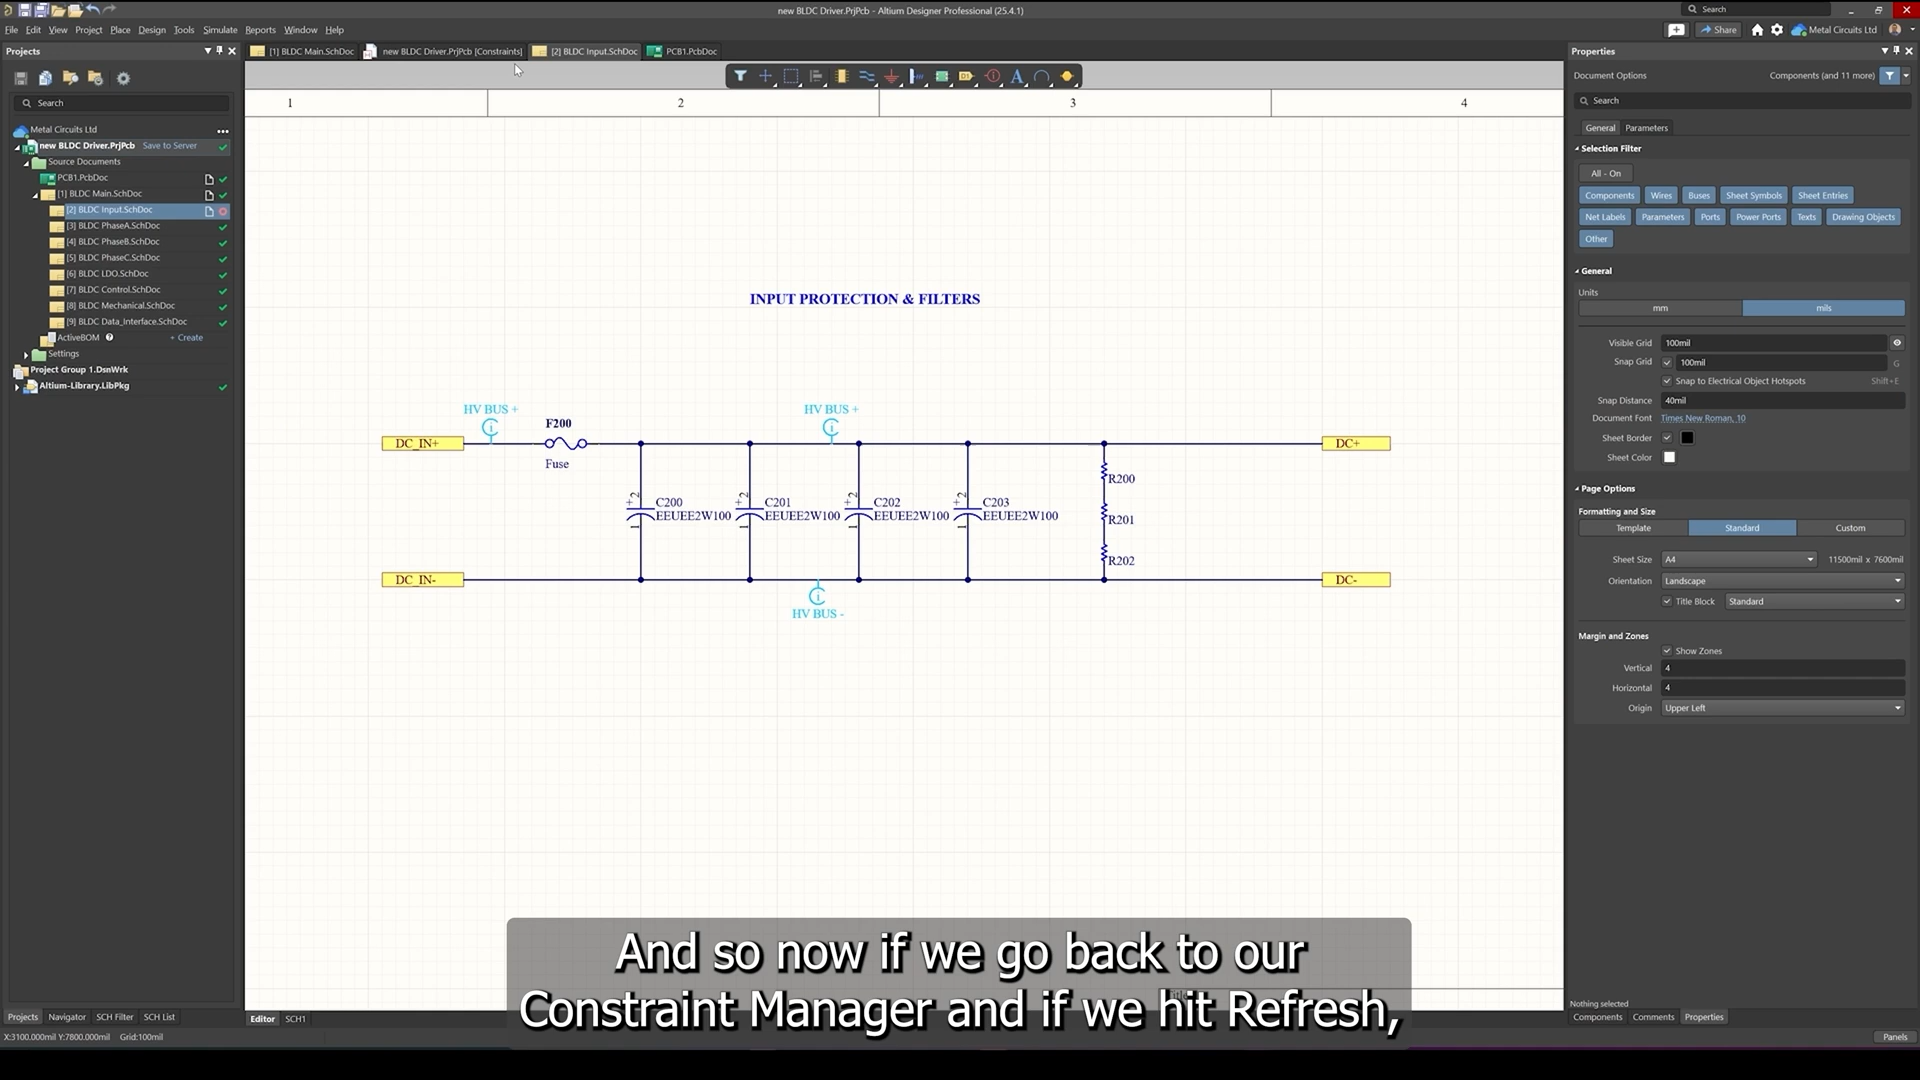 new BLDC Driver.PrjPcb - Altium Designer Professional (25.4.1)
Search
File Edit View Project Place Design Tools Simulate Reports Window Help
Share
Metal Circuits Ltd
Projects
[1] BLDC Main.SchDoc
new BLDC Driver.PrjPcb [Constraints]
[2] BLDC Input.SchDoc
PCB1.PcbDoc
Search
Metal Circuits Ltd
new BLDC Driver.PrjPcb Save to Server
Source Documents
PCB1.PcbDoc
[1] BLDC Main.SchDoc
[2] BLDC Input.SchDoc
[3] BLDC PhaseA.SchDoc
[4] BLDC PhaseB.SchDoc
[5] BLDC PhaseC.SchDoc
[6] BLDC LDO.SchDoc
[7] BLDC Control.SchDoc
[8] BLDC Mechanical.SchDoc
[9] BLDC Data_Interface.SchDoc
ActiveBOM + Create
Settings
Project Group 1.DsnWrk
Altium-Library.LibPkg
1 2 3 4
INPUT PROTECTION & FILTERS
HV BUS +
F200
HV BUS +
DC_IN+
DC+
Fuse
R200
2 C200
+ EEUEE2W100
1
2 C201
+ EEUEE2W100
1
2 C202
+ EEUEE2W100
1
2 C203
+ EEUEE2W100
1
R201
R202
DC_IN-
DC-
HV BUS -
And so now if we go back to our
Constraint Manager and if we hit Refresh,
Properties
Document Options Components (and 11 more)
Search
General Parameters
Selection Filter
All - On
Components Wires Buses Sheet Symbols Sheet Entries
Net Labels Parameters Ports Power Ports Texts Drawing Objects
Other
General
Units
mm mils
Visible Grid 100mil
Snap Grid 100mil G
Snap to Electrical Object Hotspots Shift+E
Snap Distance 40mil
Document Font Times New Roman, 10
Sheet Border
Sheet Color
Page Options
Formatting and Size
Template Standard Custom
Sheet Size A4 11500mil x 7600mil
Orientation Landscape
Title Block Standard
Margin and Zones
Show Zones
Vertical 4
Horizontal 4
Origin Upper Left
Nothing selected
Components Comments Properties
Projects Navigator SCH Filter SCH List
Editor SCH1
X:3100.000mil Y:7800.000mil Grid:100mil
Panels